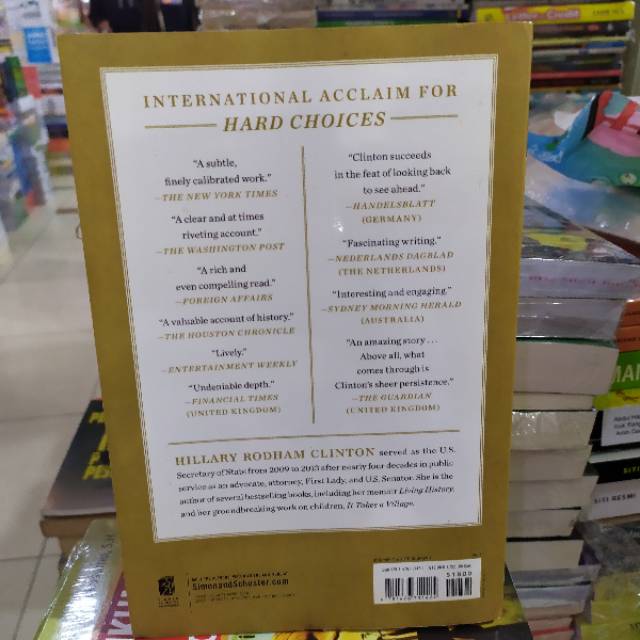 INTERNATIONAL ACCLAIM FOR
HARD CHOICES
“A subtle,
finely calibrated work.”
—THE NEW YORK TIMES
“A clear and at times
riveting account.”
—THE WASHINGTON POST
“A rich and
even compelling read.”
—FOREIGN AFFAIRS
“A valuable account of history.”
—THE HOUSTON CHRONICLE
“Lively.”
—ENTERTAINMENT WEEKLY
“Undeniable depth.”
—FINANCIAL TIMES
(UNITED KINGDOM)
“Clinton succeeds
in the feat of looking back
to see ahead.”
—HANDELSBLATT
(GERMANY)
“Fascinating writing.”
—NEDERLANDS DAGBLAD
(THE NETHERLANDS)
“Interesting and engaging.”
—SYDNEY MORNING HERALD
(AUSTRALIA)
“An amazing story . . .
Above all, what
comes through is
Clinton’s sheer persistence.”
—THE GUARDIAN
(UNITED KINGDOM)
HILLARY RODHAM CLINTON served as the U.S.
Secretary of State from 2009 to 2013 after nearly four decades in public
service as an advocate, attorney, First Lady, and U.S. Senator. She is the
author of several bestselling books, including her memoir Living History,
and her groundbreaking work on children, It Takes a Village.
SimonandSchuster.com